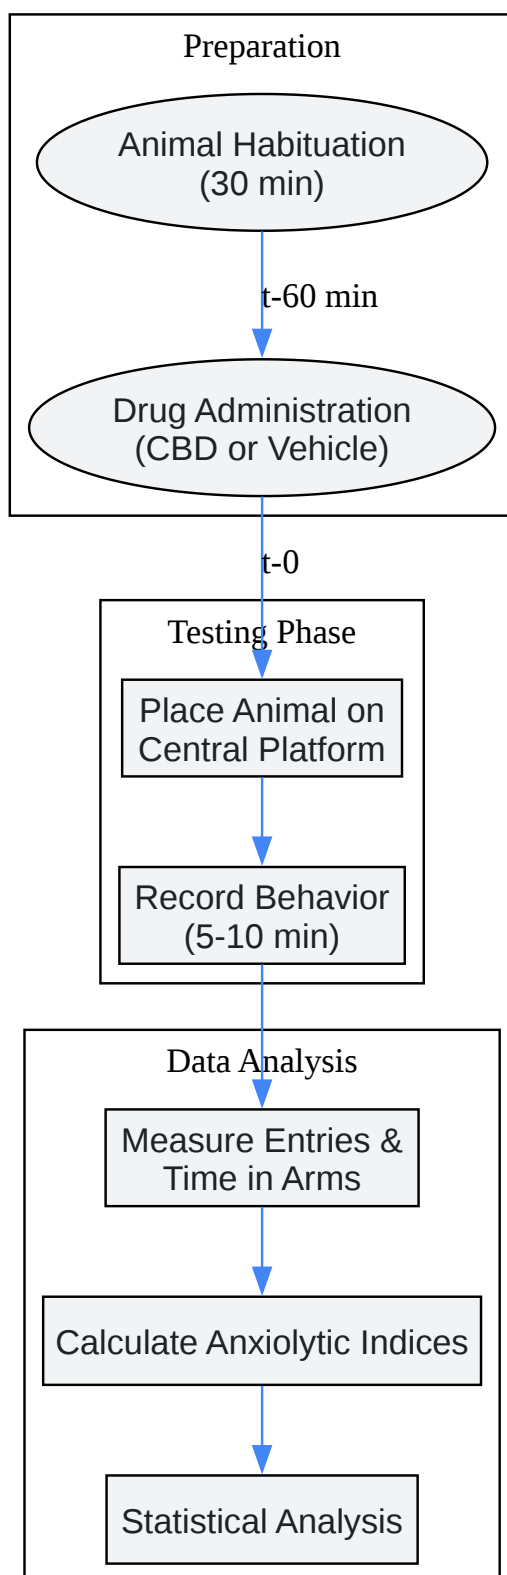 Preparation
Animal Habituation
(30 min)
t-60 min
Drug Administration
(CBD or Vehicle)
t-0
Testing Phase
Place Animal on
Central Platform
Record Behavior
(5-10 min)
Data Analysis
Measure Entries &
Time in Arms
Calculate Anxiolytic Indices
Statistical Analysis